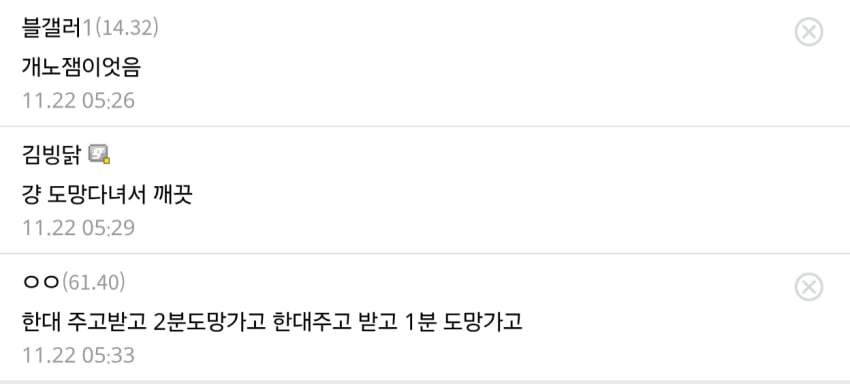 블갤러1(14.32)
개노잼이엇음
11.22 05:26
김빙닭
걍 도망다녀서 깨끗
11.22 05:29
ㅇㅇ(61.40)
한대 주고받고 2분도망가고 한대주고 받고 1분 도망가고
11.22 05:33